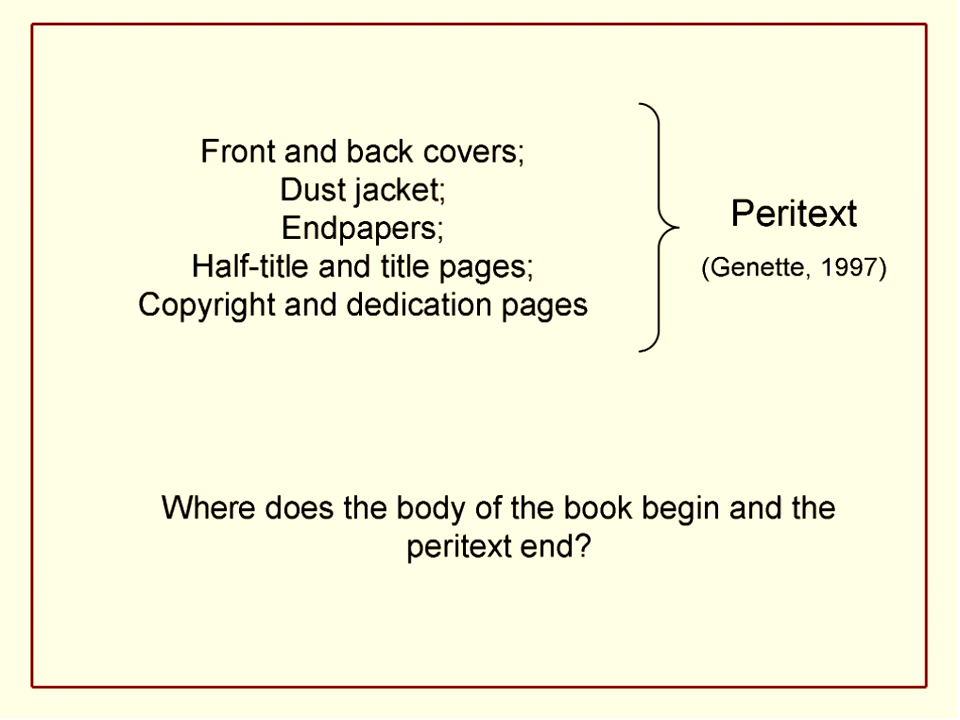 Front and back covers;
Dust jacket;
Endpapers;
Half-title and title pages;
Copyright and dedication pages
Peritext
(Genette, 1997)
Where does the body of the book begin and the
peritext end?